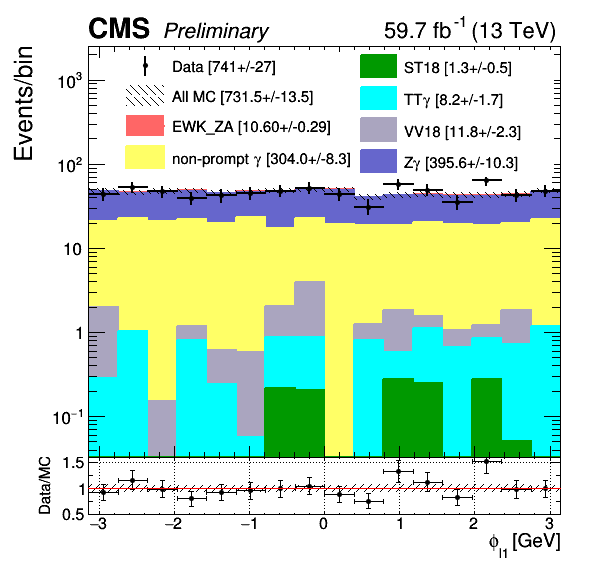 CMS Preliminary 59.7 fb⁻¹ (13 TeV)
Events/bin
10³
10²
10
1
10⁻¹
Data [741+/-27]
All MC [731.5+/-13.5]
EWK_ZA [10.60+/-0.29]
non-prompt γ [304.0+/-8.3]
ST18 [1.3+/-0.5]
TTγ [8.2+/-1.7]
VV18 [11.8+/-2.3]
Zγ [395.6+/-10.3]
Data/MC
1.5
1
0.5
−3 −2 −1 0 1 2 3
ϕl1 [GeV]